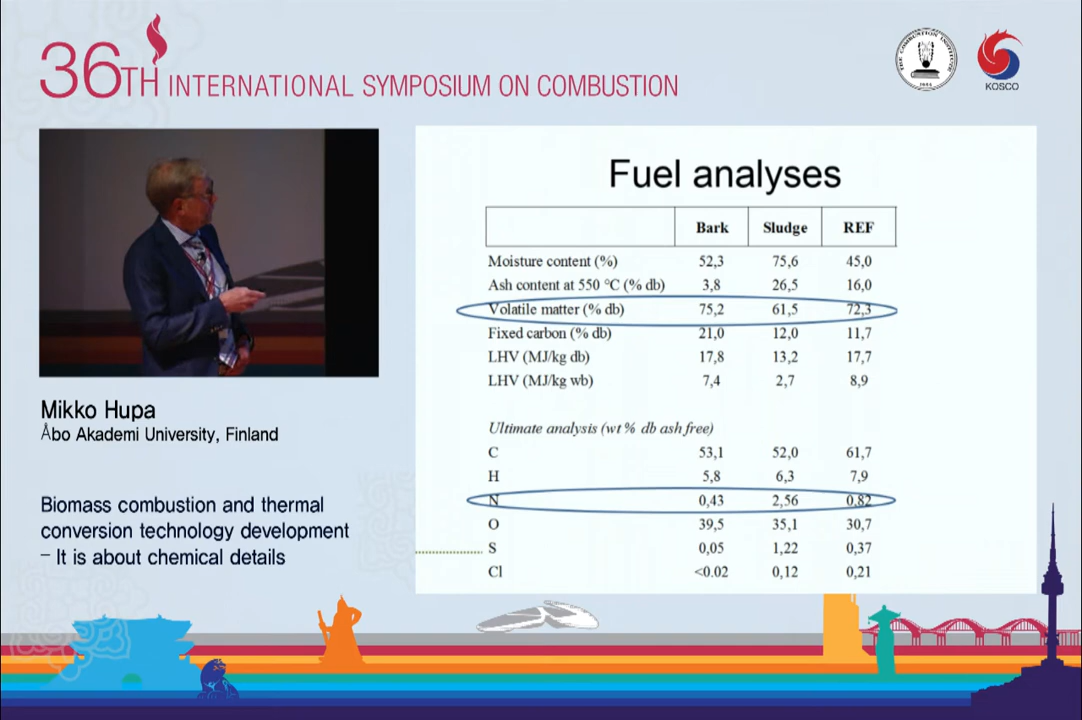 36TH INTERNATIONAL SYMPOSIUM ON COMBUSTION
THE COMBUSTION INSTITUTE
KOSCO
Fuel analyses
Bark Sludge REF
Moisture content (%) 52,3 75,6 45,0
Ash content at 550 °C (% db) 3,8 26,5 16,0
Volatile matter (% db) 75,2 61,5 72,3
Fixed carbon (% db) 21,0 12,0 11,7
LHV (MJ/kg db) 17,8 13,2 17,7
LHV (MJ/kg wb) 7,4 2,7 8,9
Ultimate analysis (wt % db ash free)
C 53,1 52,0 61,7
H 5,8 6,3 7,9
N 0,43 2,56 0,82
O 39,5 35,1 30,7
S 0,05 1,22 0,37
Cl <0.02 0,12 0,21
Mikko Hupa
Åbo Akademi University, Finland
Biomass combustion and thermal
conversion technology development
– It is about chemical details